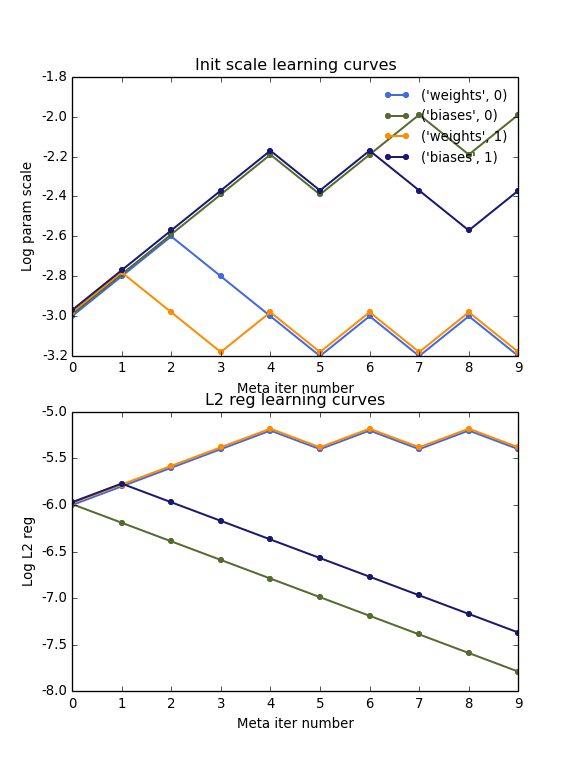 Init scale learning curves
-1.8
-2.0
-2.2
-2.4
-2.6
-2.8
-3.0
-3.2
Log param scale
('weights', 0)
('biases', 0)
('weights', 1)
('biases', 1)
0 1 2 3 4 5 6 7 8 9
Meta iter number
L2 reg learning curves
-5.0
-5.5
-6.0
-6.5
-7.0
-7.5
-8.0
Log L2 reg
0 1 2 3 4 5 6 7 8 9
Meta iter number